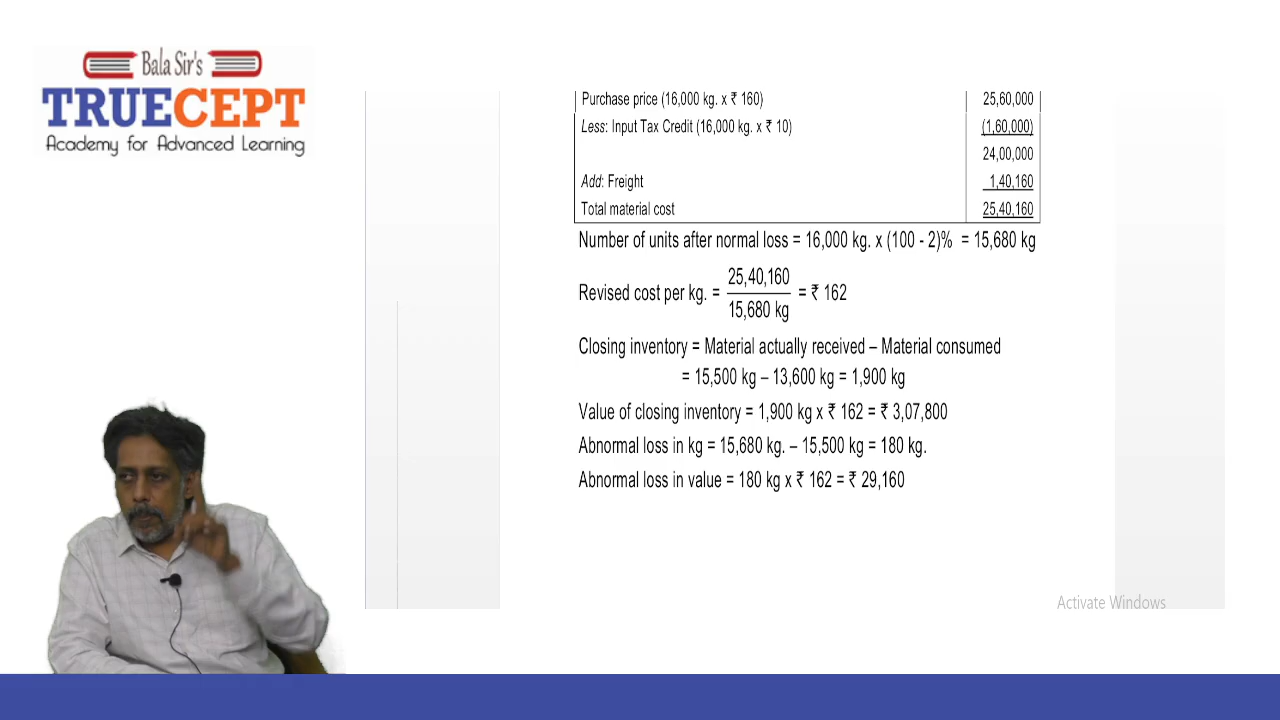 Bala Sir's
TRUECEPT
Academy for Advanced Learning
Purchase price (16,000 kg. x ₹ 160) 25,60,000
Less: Input Tax Credit (16,000 kg. x ₹ 10) (1,60,000)
24,00,000
Add: Freight 1,40,160
Total material cost 25,40,160
Number of units after normal loss = 16,000 kg. x (100 - 2)% = 15,680 kg
Revised cost per kg. = 25,40,160 / 15,680 kg = ₹ 162
Closing inventory = Material actually received – Material consumed
= 15,500 kg – 13,600 kg = 1,900 kg
Value of closing inventory = 1,900 kg x ₹ 162 = ₹ 3,07,800
Abnormal loss in kg = 15,680 kg. – 15,500 kg = 180 kg.
Abnormal loss in value = 180 kg x ₹ 162 = ₹ 29,160
Activate Windows